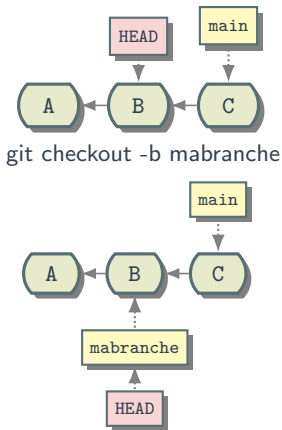 HEAD main
A B C
git checkout -b mabranche
main
A B C
mabranche
HEAD